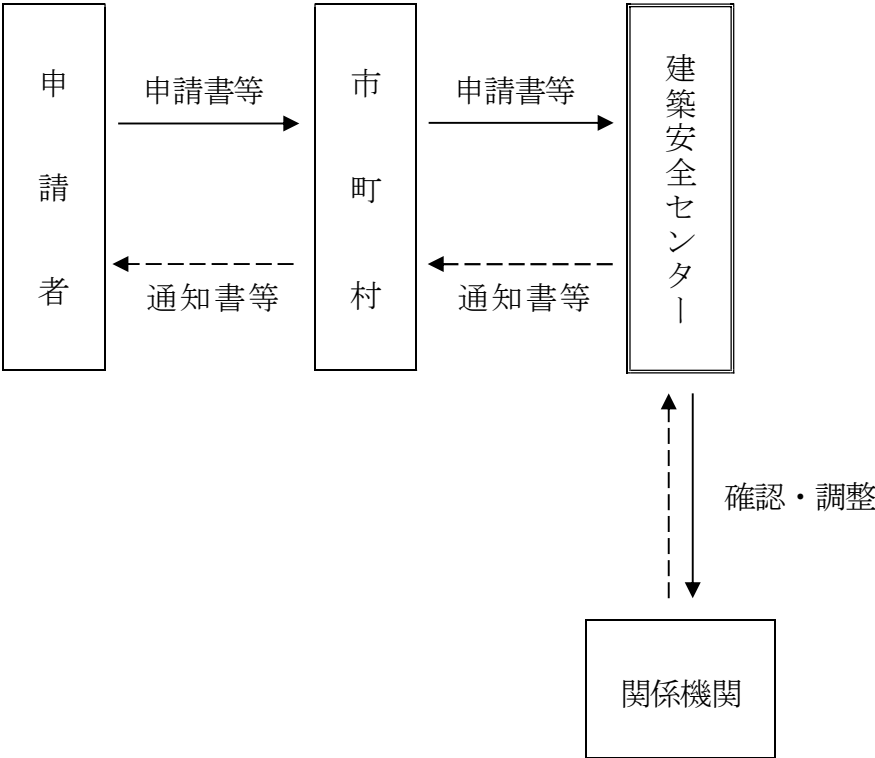 申請者
申請書等
通知書等
市町村
申請書等
通知書等
建築安全センター
確認・調整
関係機関